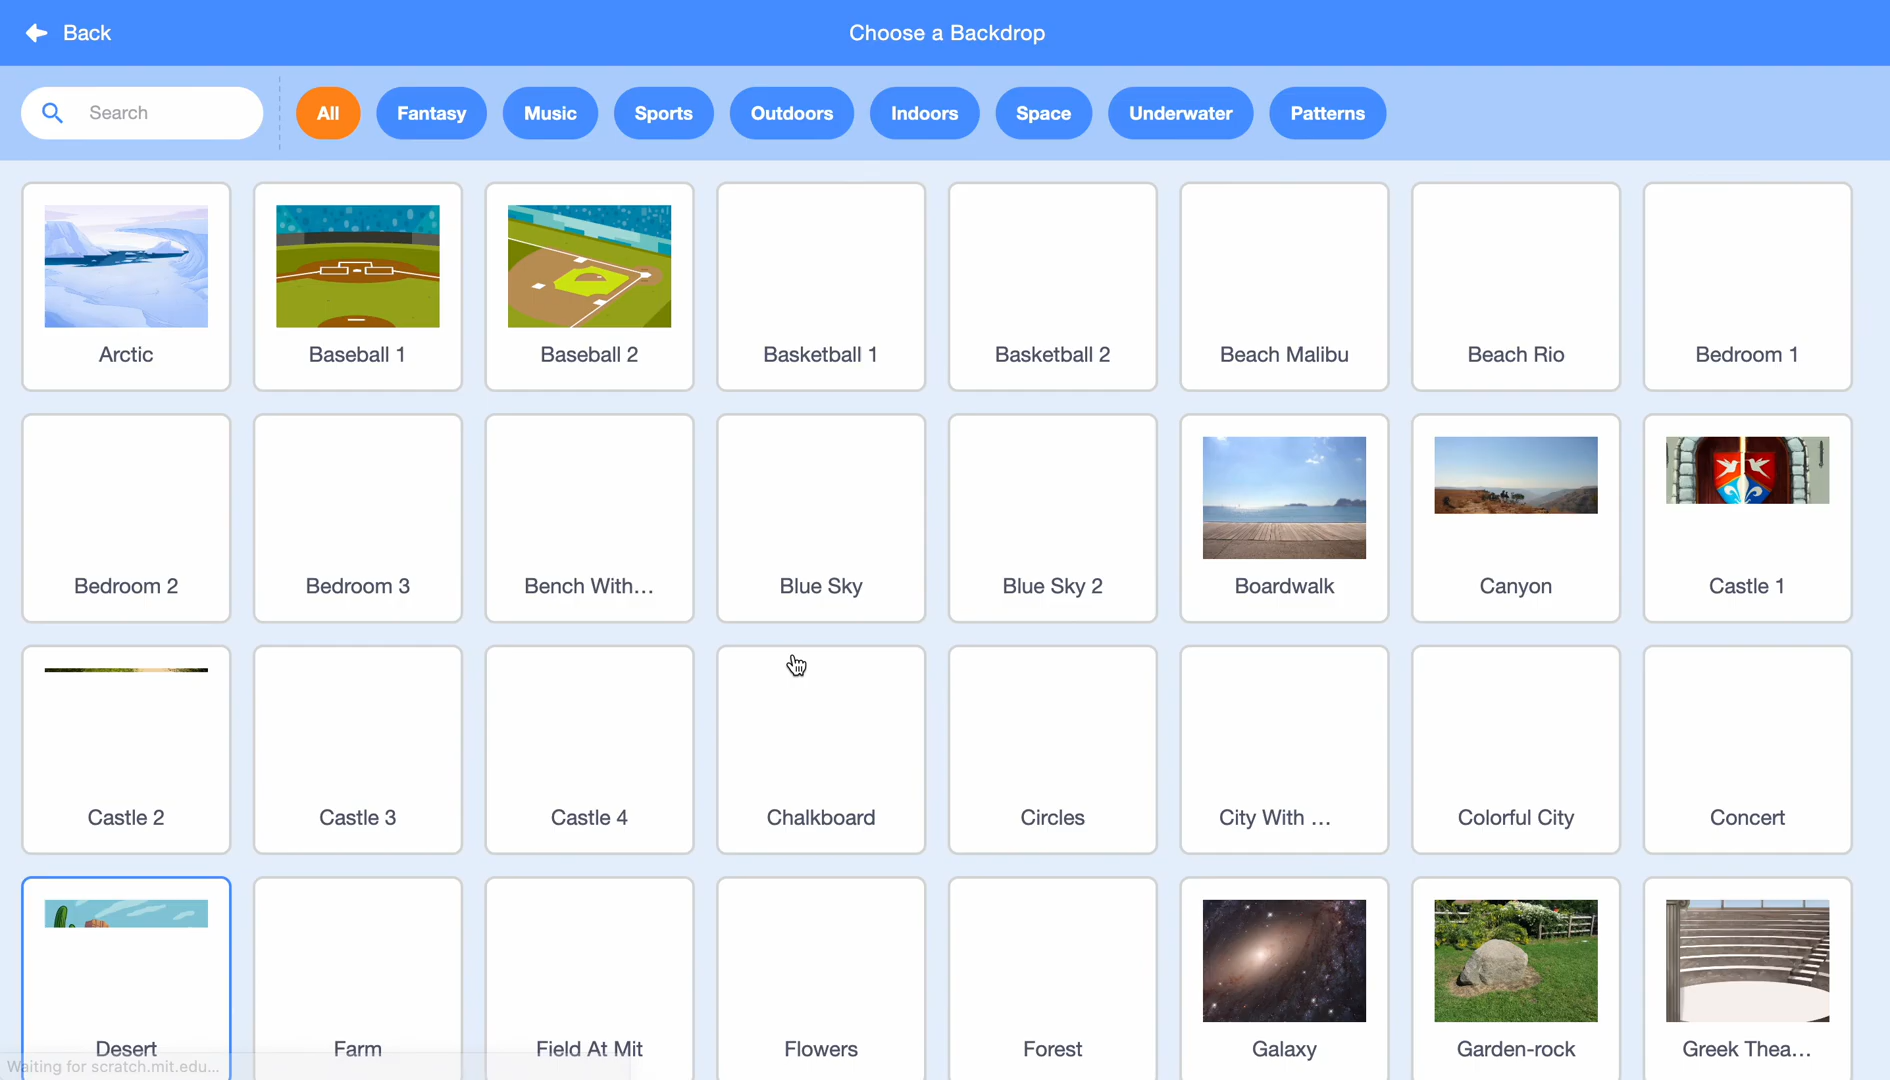 Back
Choose a Backdrop
Search
All
Fantasy
Music
Sports
Outdoors
Indoors
Space
Underwater
Patterns
Arctic
Baseball 1
Baseball 2
Basketball 1
Basketball 2
Beach Malibu
Beach Rio
Bedroom 1
Bedroom 2
Bedroom 3
Bench With...
Blue Sky
Blue Sky 2
Boardwalk
Canyon
Castle 1
Castle 2
Castle 3
Castle 4
Chalkboard
Circles
City With ...
Colorful City
Concert
Desert
Farm
Field At Mit
Flowers
Forest
Galaxy
Garden-rock
Greek Thea...
Waiting for scratch.mit.edu...